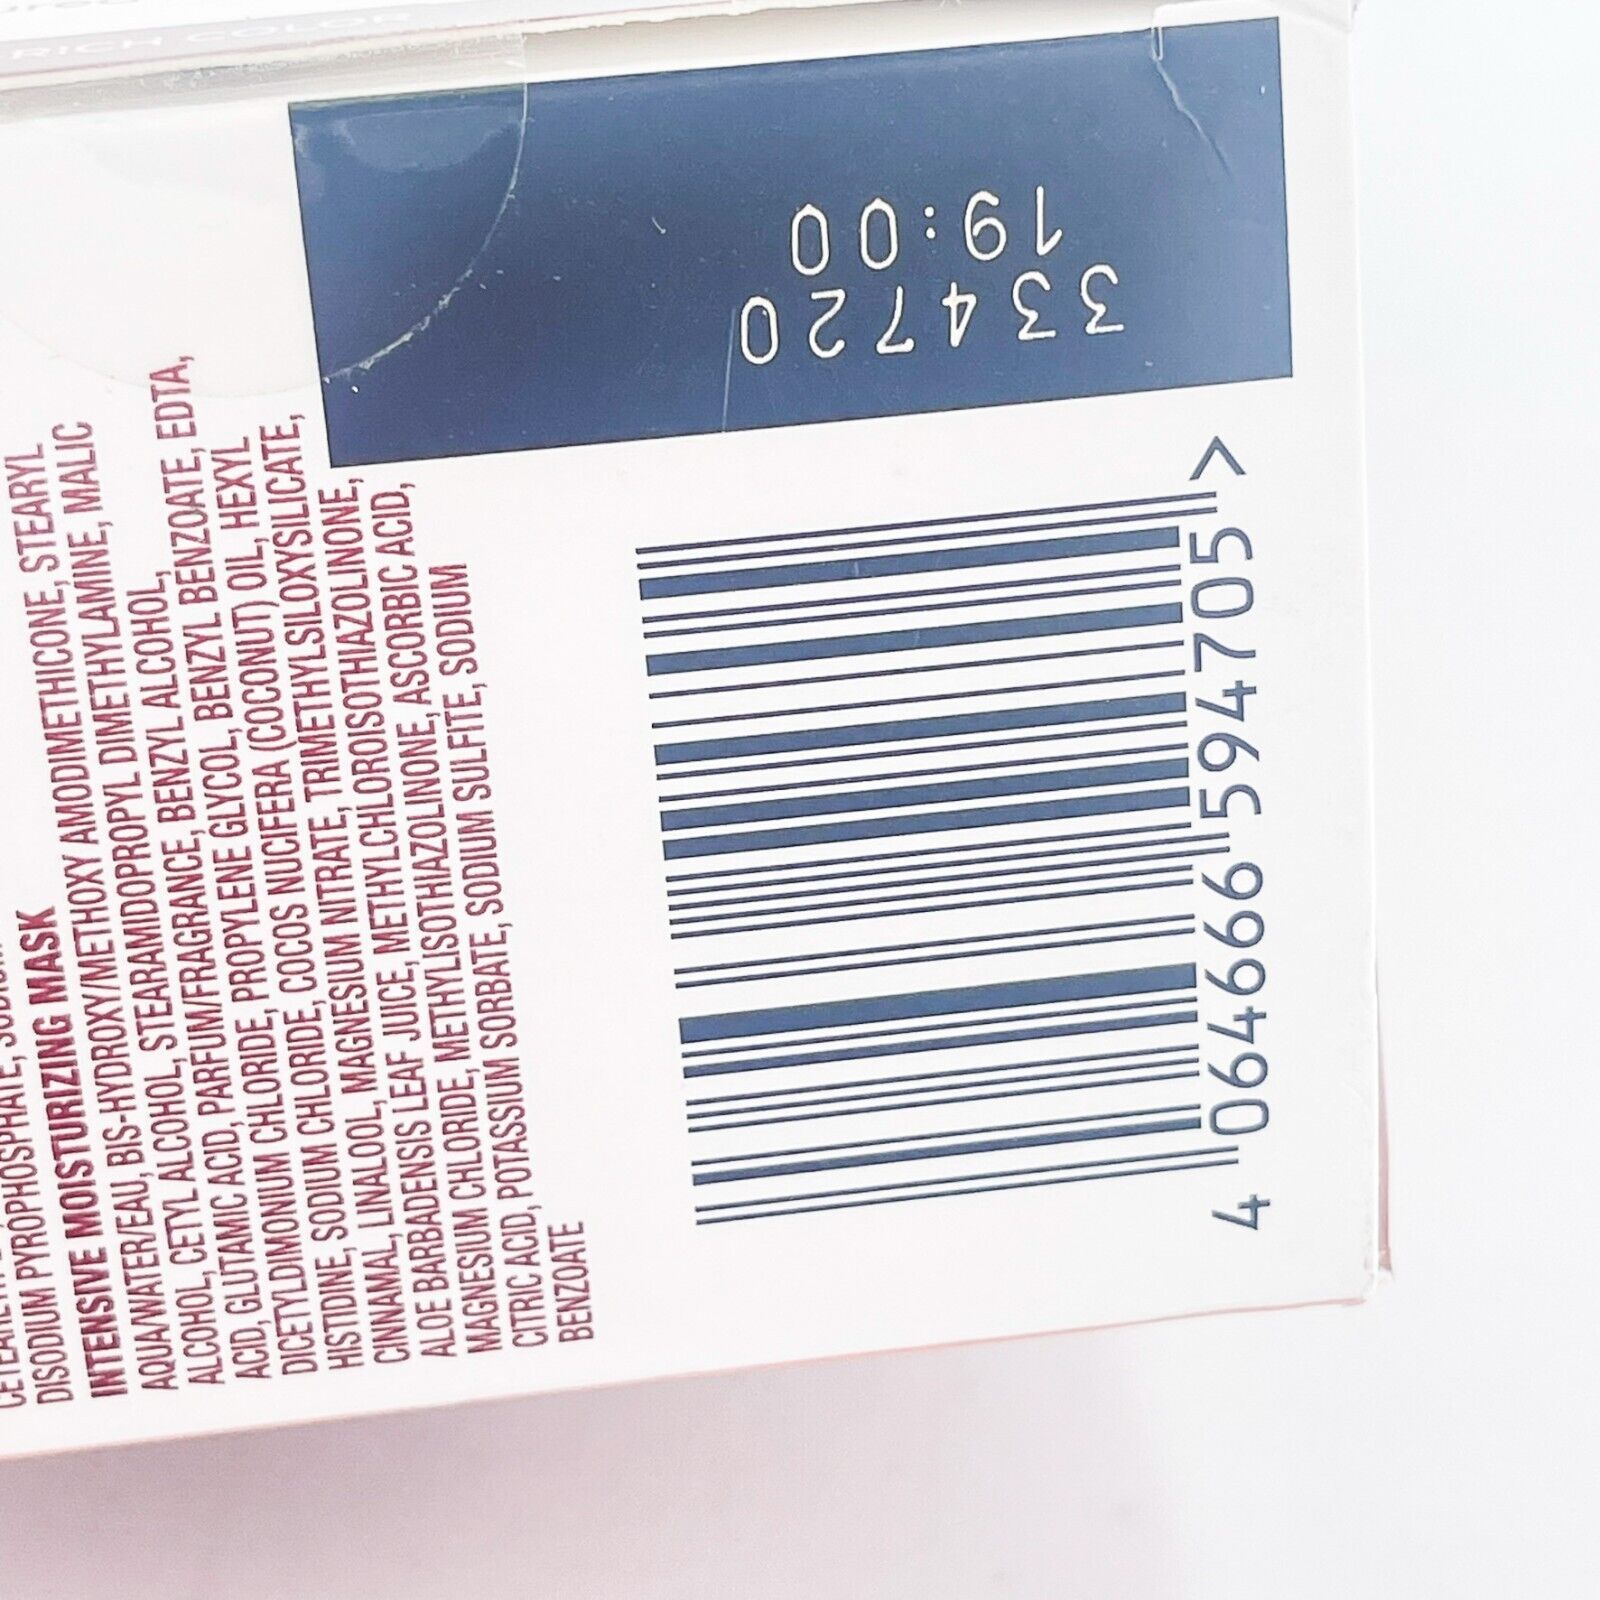 RICH COLOR
DISODIUM PYROPHOSPHATE,
INTENSIVE MOISTURIZING MASK
AQUA/WATER/EAU, BIS-HYDROXY/METHOXY AMODIMETHICONE, STEARYL
ALCOHOL, CETYL ALCOHOL, STEARAMIDOPROPYL DIMETHYLAMINE, MALIC
ACID, GLUTAMIC ACID, PARFUM/FRAGRANCE, BENZYL ALCOHOL,
DICETYLDIMONIUM CHLORIDE, PROPYLENE GLYCOL, BENZYL BENZOATE, EDTA,
HISTIDINE, SODIUM CHLORIDE, COCOS NUCIFERA (COCONUT) OIL, HEXYL
CINNAMAL, LINALOOL, MAGNESIUM NITRATE, TRIMETHYLSILOXYSILICATE,
ALOE BARBADENSIS LEAF JUICE, METHYLCHLOROISOTHIAZOLINONE,
MAGNESIUM CHLORIDE, METHYLISOTHIAZOLINONE, ASCORBIC ACID,
CITRIC ACID, POTASSIUM SORBATE, SODIUM SULFITE, SODIUM
BENZOATE
334720
19:00
4 064666 594705 >